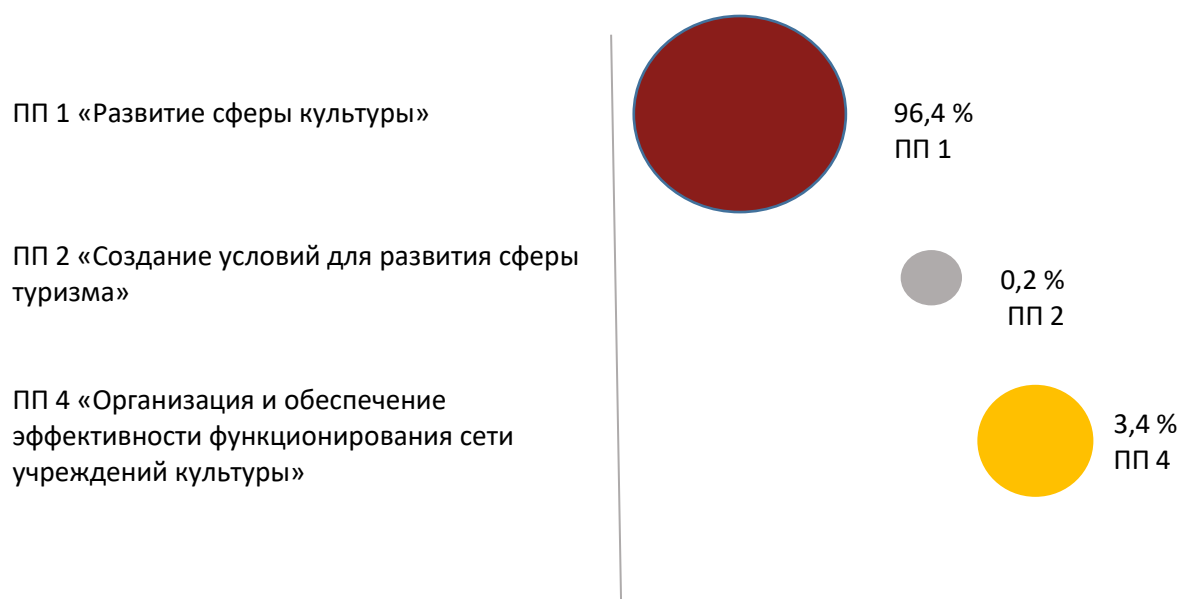 ПП 1 «Развитие сферы культуры»
96,4 %
ПП 1
ПП 2 «Создание условий для развития сферы
туризма»
0,2 %
ПП 2
ПП 4 «Организация и обеспечение
эффективности функционирования сети
учреждений культуры»
3,4 %
ПП 4